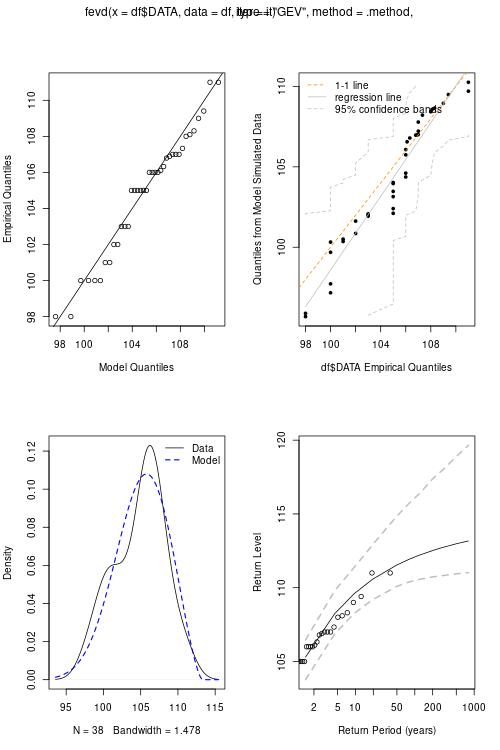 fevd(x = df$DATA, data = df, type = "GEV", method = .method,
110
108
106
104
102
100
98
Empirical Quantiles
98 100 104 108
Model Quantiles
1-1 line
regression line
95% confidence bands
110
105
100
Quantiles from Model Simulated Data
98 100 104 108
df$DATA Empirical Quantiles
Data
Model
0.12
0.10
0.08
0.06
0.04
0.02
0.00
Density
95 100 105 110 115
N = 38 Bandwidth = 1.478
120
115
110
105
Return Level
2 5 10 50 200 1000
Return Period (years)